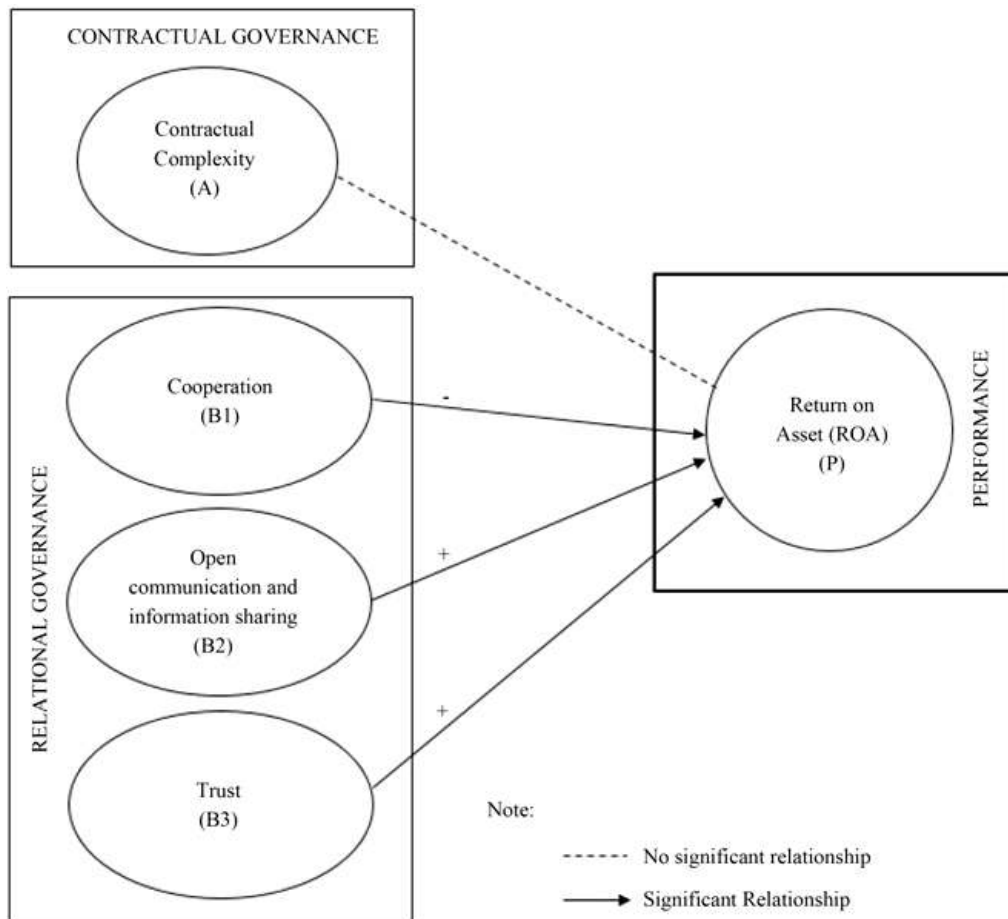 CONTRACTUAL GOVERNANCE
Contractual
Complexity
(A)
RELATIONAL GOVERNANCE
Cooperation
(B1)
-
Open
communication and
information sharing
(B2)
+
Trust
(B3)
+
Return on
Asset (ROA)
(P)
PERFORMANCE
Note:
No significant relationship
Significant Relationship